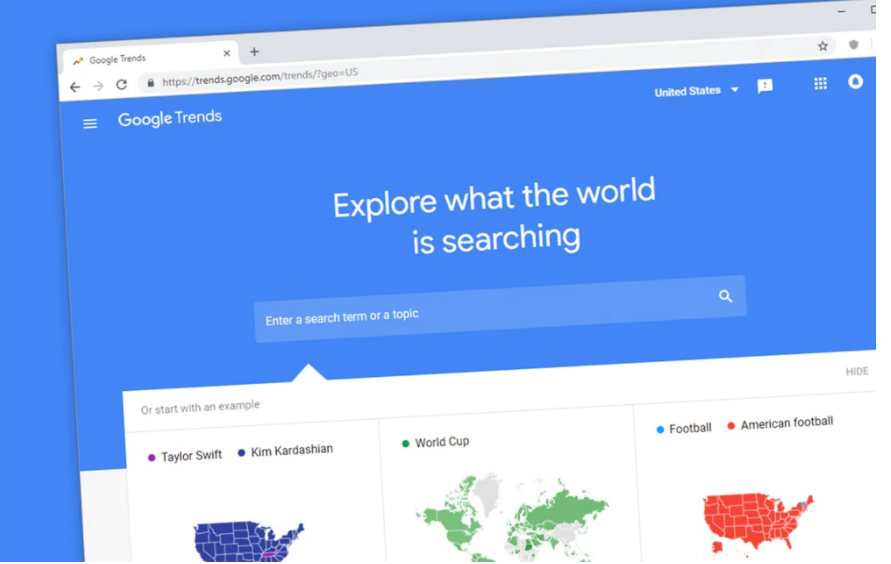 Google Trends
https://trends.google.com/trends/?geo=US
Google Trends
United States
Explore what the world
is searching
Enter a search term or a topic
HIDE
Or start with an example
Taylor Swift Kim Kardashian
World Cup
Football American football